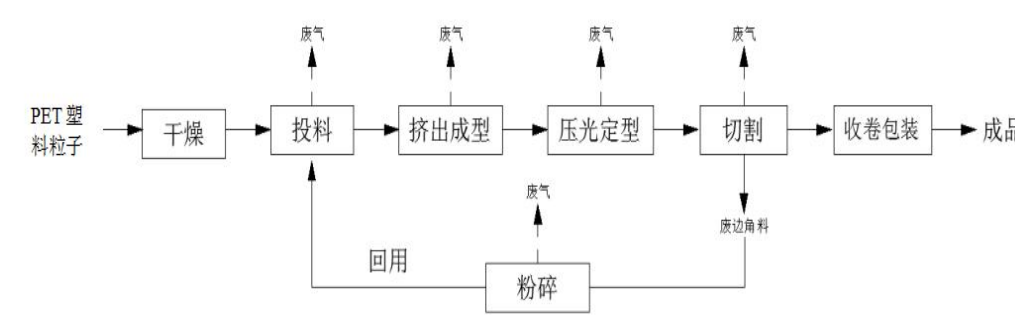 废气
废气
废气
废气
PET塑
料粒子
干燥
投料
挤出成型
压光定型
切割
收卷包装
成品
废气
废边角料
回用
粉碎